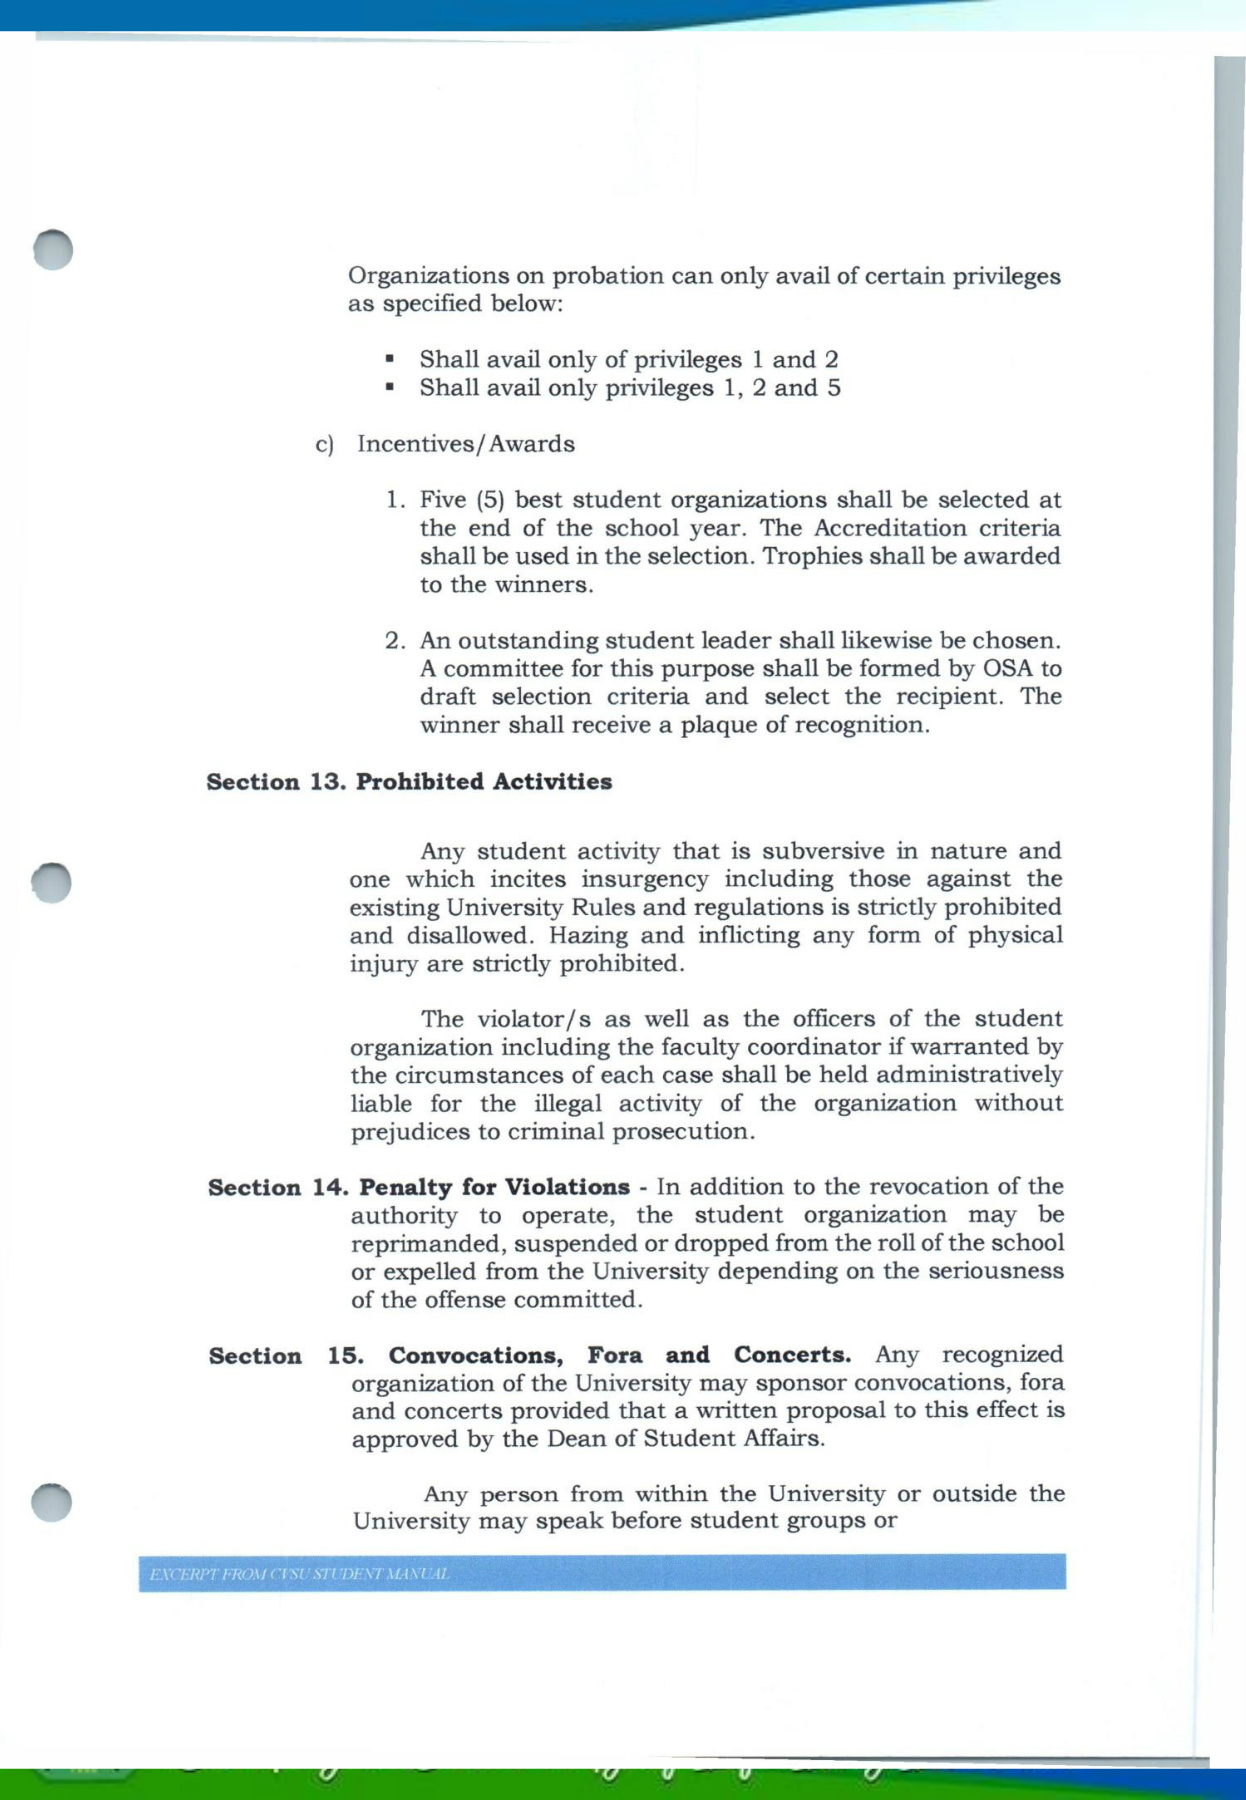 Organizations on probation can only avail of certain privileges
as specified below:
▪ Shall avail only of privileges 1 and 2
▪ Shall avail only privileges 1, 2 and 5
c) Incentives/Awards
1. Five (5) best student organizations shall be selected at
the end of the school year. The Accreditation criteria
shall be used in the selection. Trophies shall be awarded
to the winners.
2. An outstanding student leader shall likewise be chosen.
A committee for this purpose shall be formed by OSA to
draft selection criteria and select the recipient. The
winner shall receive a plaque of recognition.
Section 13. Prohibited Activities
Any student activity that is subversive in nature and
one which incites insurgency including those against the
existing University Rules and regulations is strictly prohibited
and disallowed. Hazing and inflicting any form of physical
injury are strictly prohibited.
The violator/s as well as the officers of the student
organization including the faculty coordinator if warranted by
the circumstances of each case shall be held administratively
liable for the illegal activity of the organization without
prejudices to criminal prosecution.
Section 14. Penalty for Violations - In addition to the revocation of the
authority to operate, the student organization may be
reprimanded, suspended or dropped from the roll of the school
or expelled from the University depending on the seriousness
of the offense committed.
Section 15. Convocations, Fora and Concerts. Any recognized
organization of the University may sponsor convocations, fora
and concerts provided that a written proposal to this effect is
approved by the Dean of Student Affairs.
Any person from within the University or outside the
University may speak before student groups or
EXCERPT FROM CVSU STUDENT MANUAL